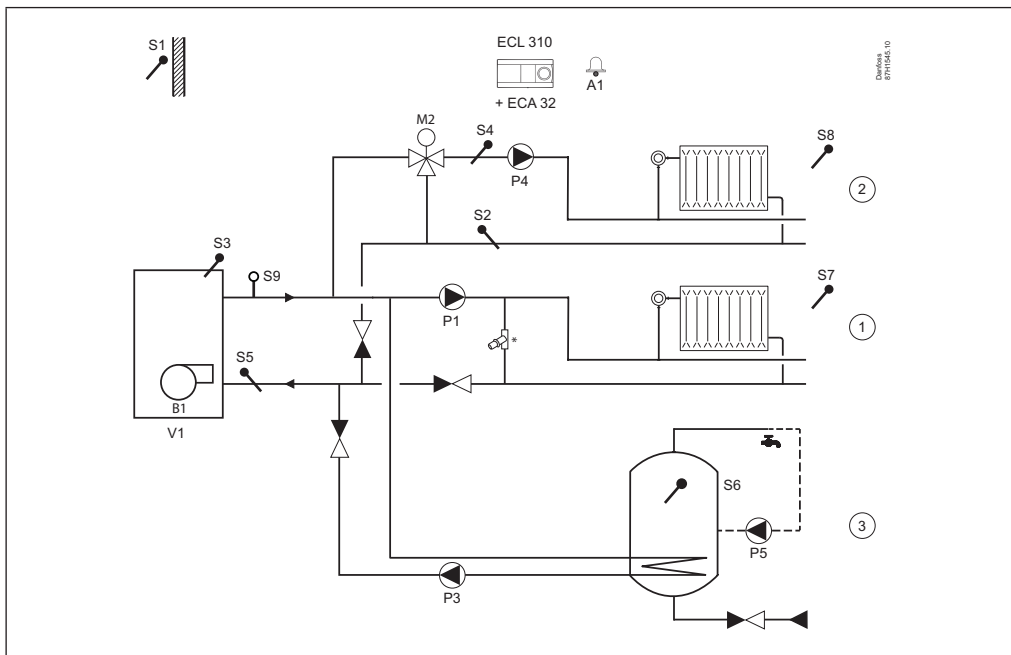 ECL 310
S1
A1
+ ECA 32
Danfoss
87H1545.10
M2
S4
S8
P4
2
S2
S3
S9
S7
P1
1
*
S5
B1
V1
S6
3
P5
P3